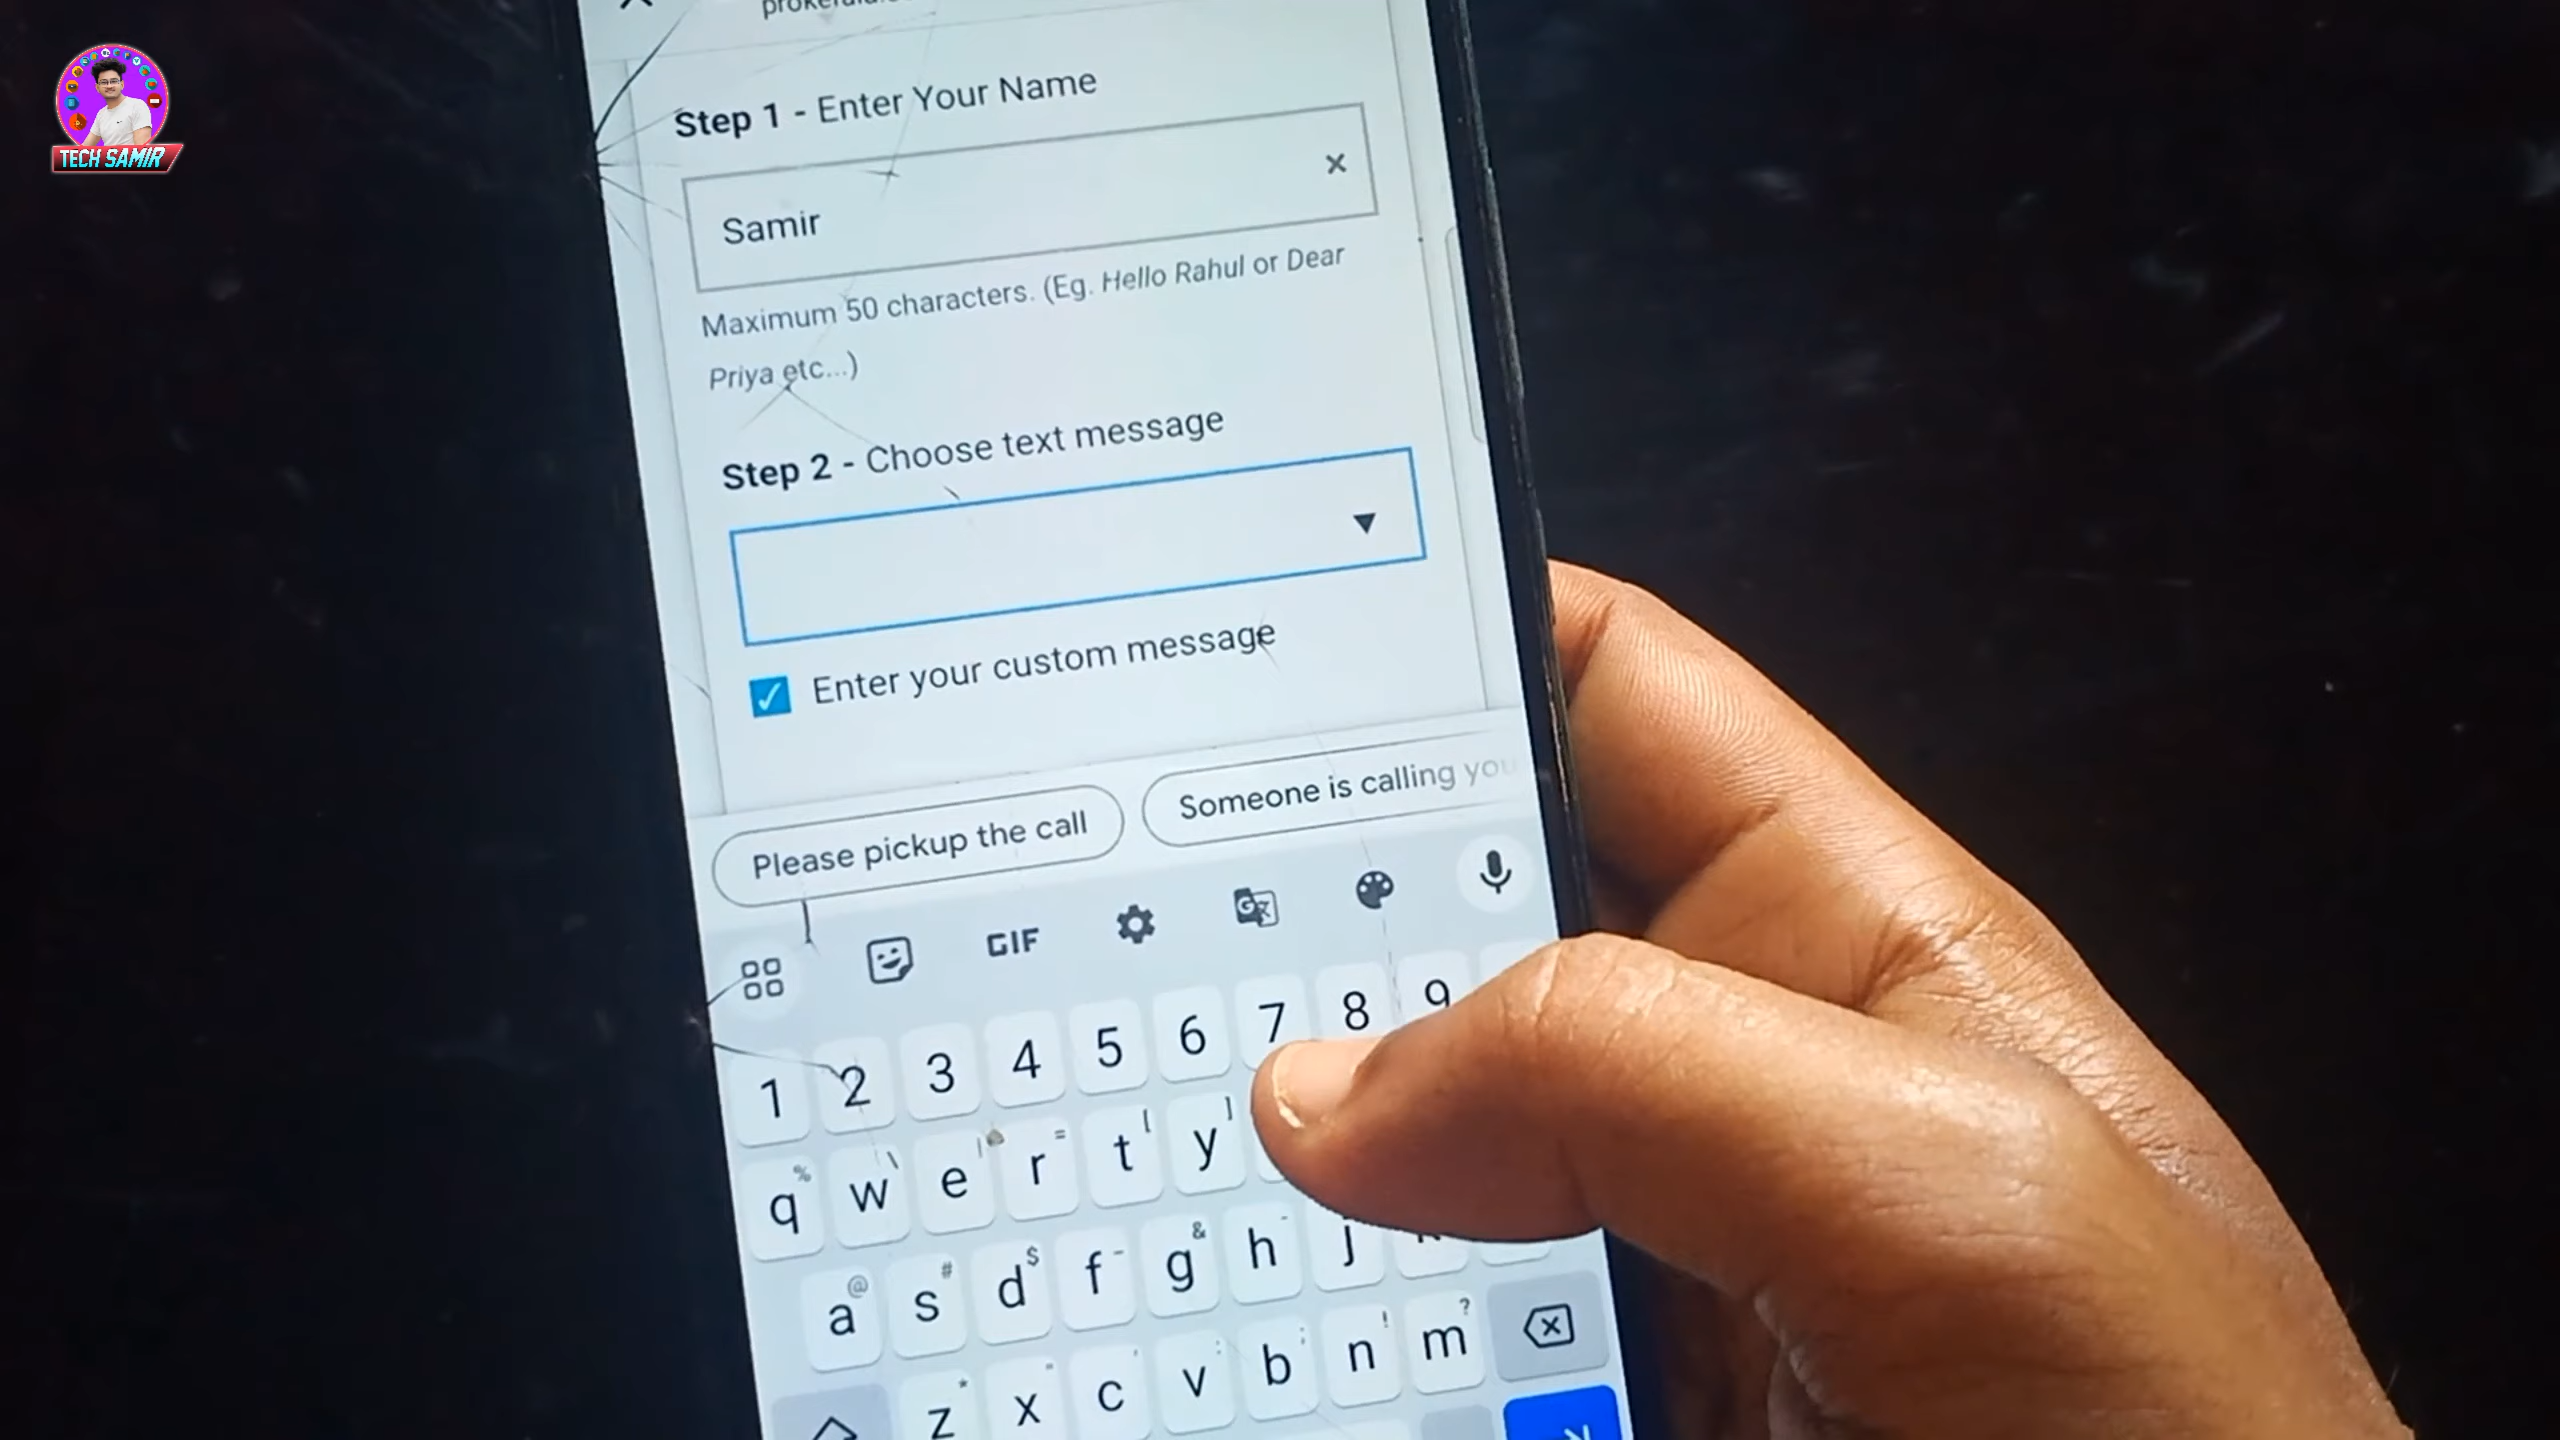 TECH SAMIR
Step 1 - Enter Your Name
Samir
Maximum 50 characters. (Eg. Hello Rahul or Dear
Priya etc...)
Step 2 - Choose text message
Enter your custom message
Please pickup the call
Someone is calling you
GIF
1 2 3 4 5 6 7 8 9
q w e r t y
a s d f g h j
z x c v b n m